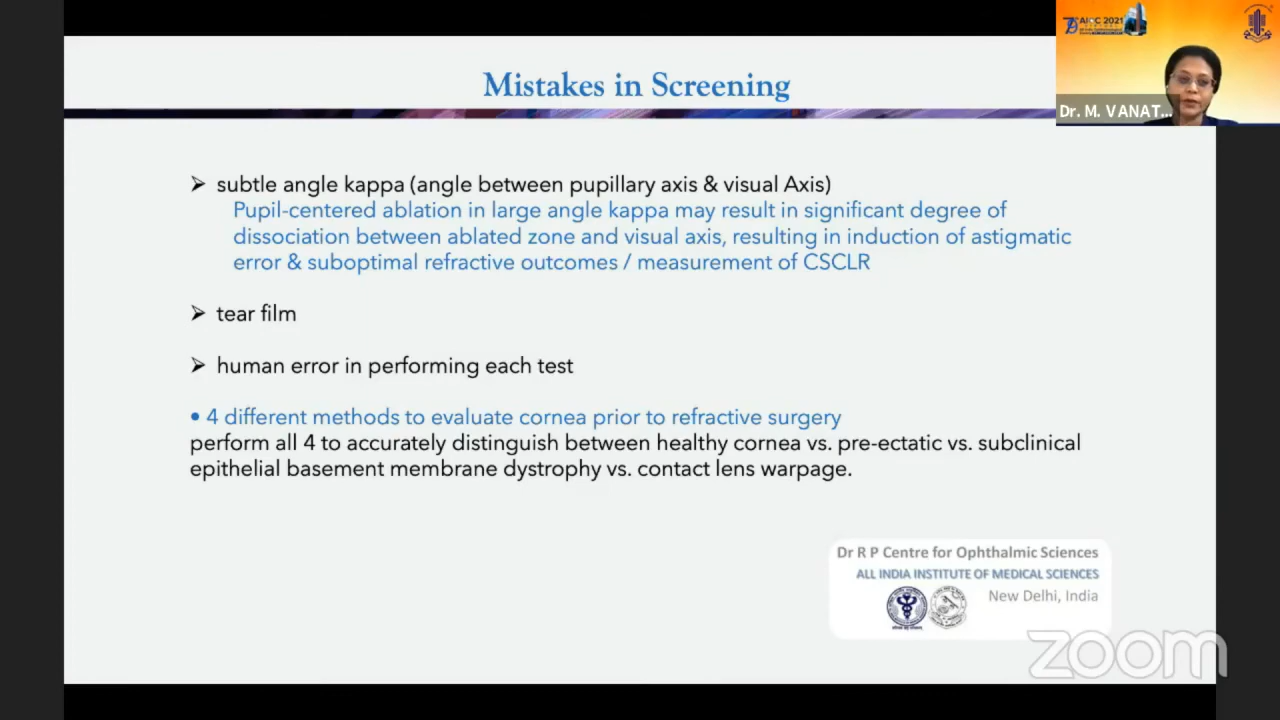 Mistakes in Screening
AIOC 2021
Dr. M. VANAT...
➢ subtle angle kappa (angle between pupillary axis & visual Axis)
Pupil-centered ablation in large angle kappa may result in significant degree of
dissociation between ablated zone and visual axis, resulting in induction of astigmatic
error & suboptimal refractive outcomes / measurement of CSCLR
➢ tear film
➢ human error in performing each test
• 4 different methods to evaluate cornea prior to refractive surgery
perform all 4 to accurately distinguish between healthy cornea vs. pre-ectatic vs. subclinical
epithelial basement membrane dystrophy vs. contact lens warpage.
Dr R P Centre for Ophthalmic Sciences
ALL INDIA INSTITUTE OF MEDICAL SCIENCES
New Delhi, India
zoom